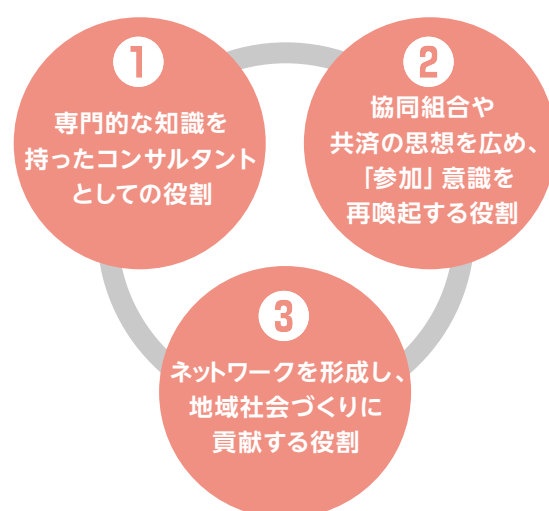 1
専門的な知識を
持ったコンサルタント
としての役割
2
協同組合や
共済の思想を広め、
「参加」意識を
再喚起する役割
3
ネットワークを形成し、
地域社会づくりに
貢献する役割